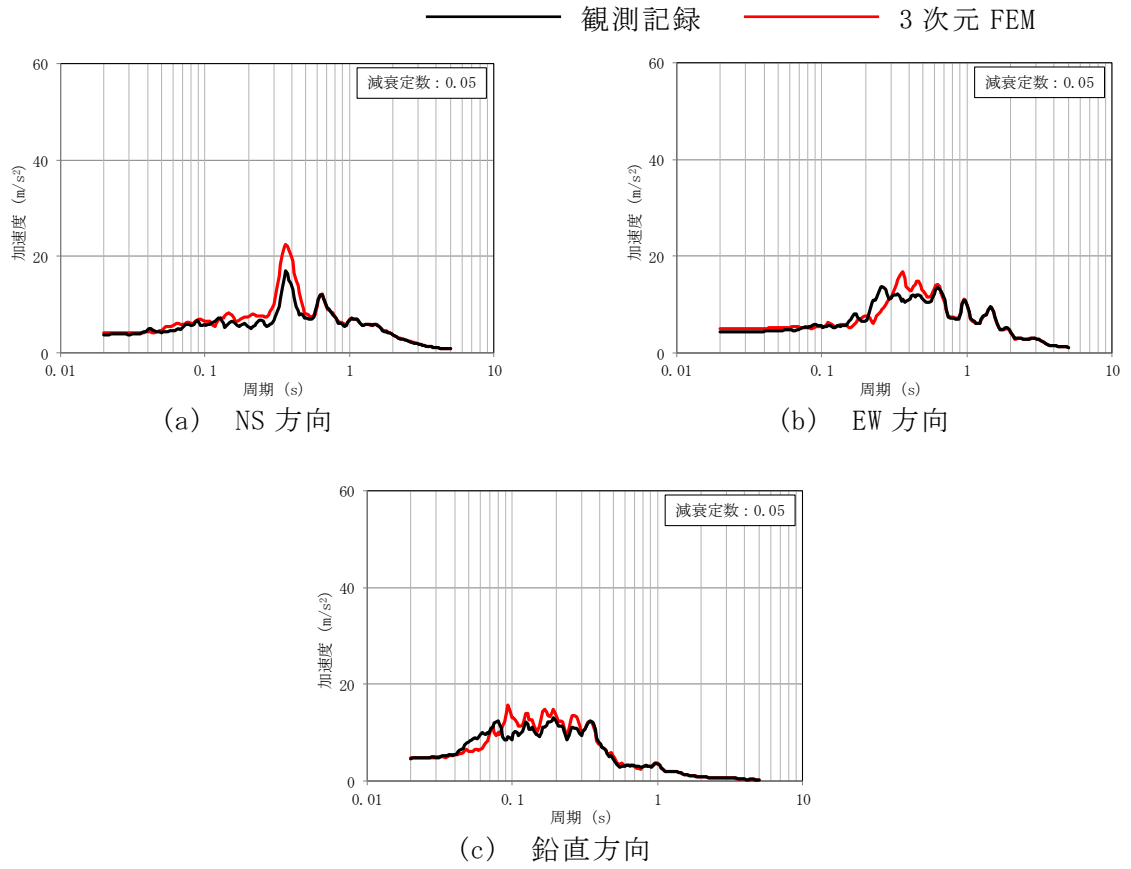 観測記録 3次元 FEM
60
40
20
0
0.01 0.1 1 10
加速度 (m/s²)
周期 (s)
減衰定数：0.05
(a) NS 方向
60
40
20
0
0.01 0.1 1 10
加速度 (m/s²)
周期 (s)
減衰定数：0.05
(b) EW 方向
60
40
20
0
0.01 0.1 1 10
加速度 (m/s²)
周期 (s)
減衰定数：0.05
(c) 鉛直方向